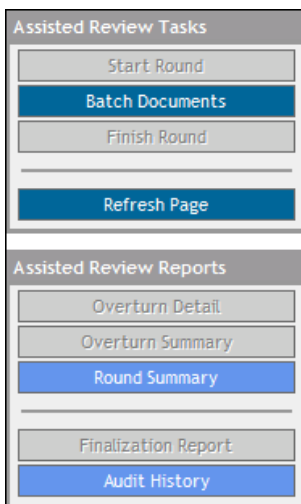 Assisted Review Tasks
Start Round
Batch Documents
Finish Round
Refresh Page
Assisted Review Reports
Overturn Detail
Overturn Summary
Round Summary
Finalization Report
Audit History